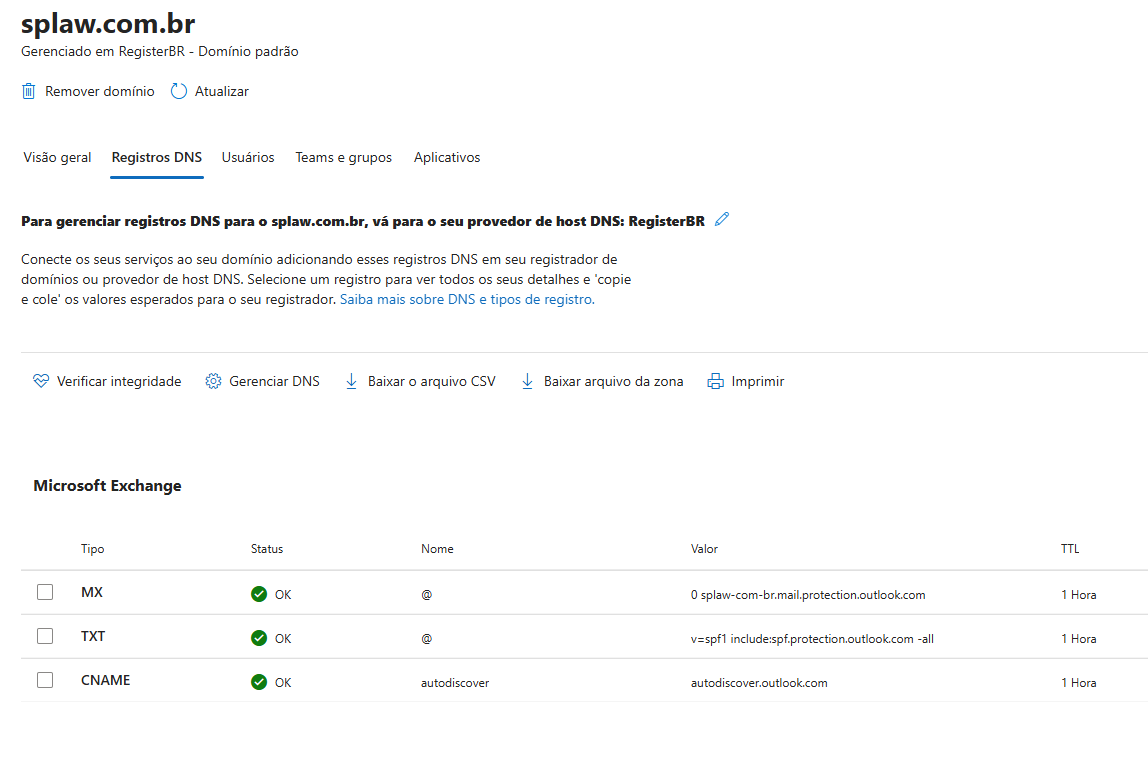 splaw.com.br
Gerenciado em RegisterBR - Domínio padrão
Remover domínio Atualizar
Visão geral Registros DNS Usuários Teams e grupos Aplicativos
Para gerenciar registros DNS para o splaw.com.br, vá para o seu provedor de host DNS: RegisterBR
Conecte os seus serviços ao seu domínio adicionando esses registros DNS em seu registrador de
domínios ou provedor de host DNS. Selecione um registro para ver todos os seus detalhes e 'copie
e cole' os valores esperados para o seu registrador. Saiba mais sobre DNS e tipos de registro.
Verificar integridade Gerenciar DNS Baixar o arquivo CSV Baixar arquivo da zona Imprimir
Microsoft Exchange
Tipo Status Nome Valor TTL
MX OK @ 0 splaw-com-br.mail.protection.outlook.com 1 Hora
TXT OK @ v=spf1 include:spf.protection.outlook.com -all 1 Hora
CNAME OK autodiscover autodiscover.outlook.com 1 Hora